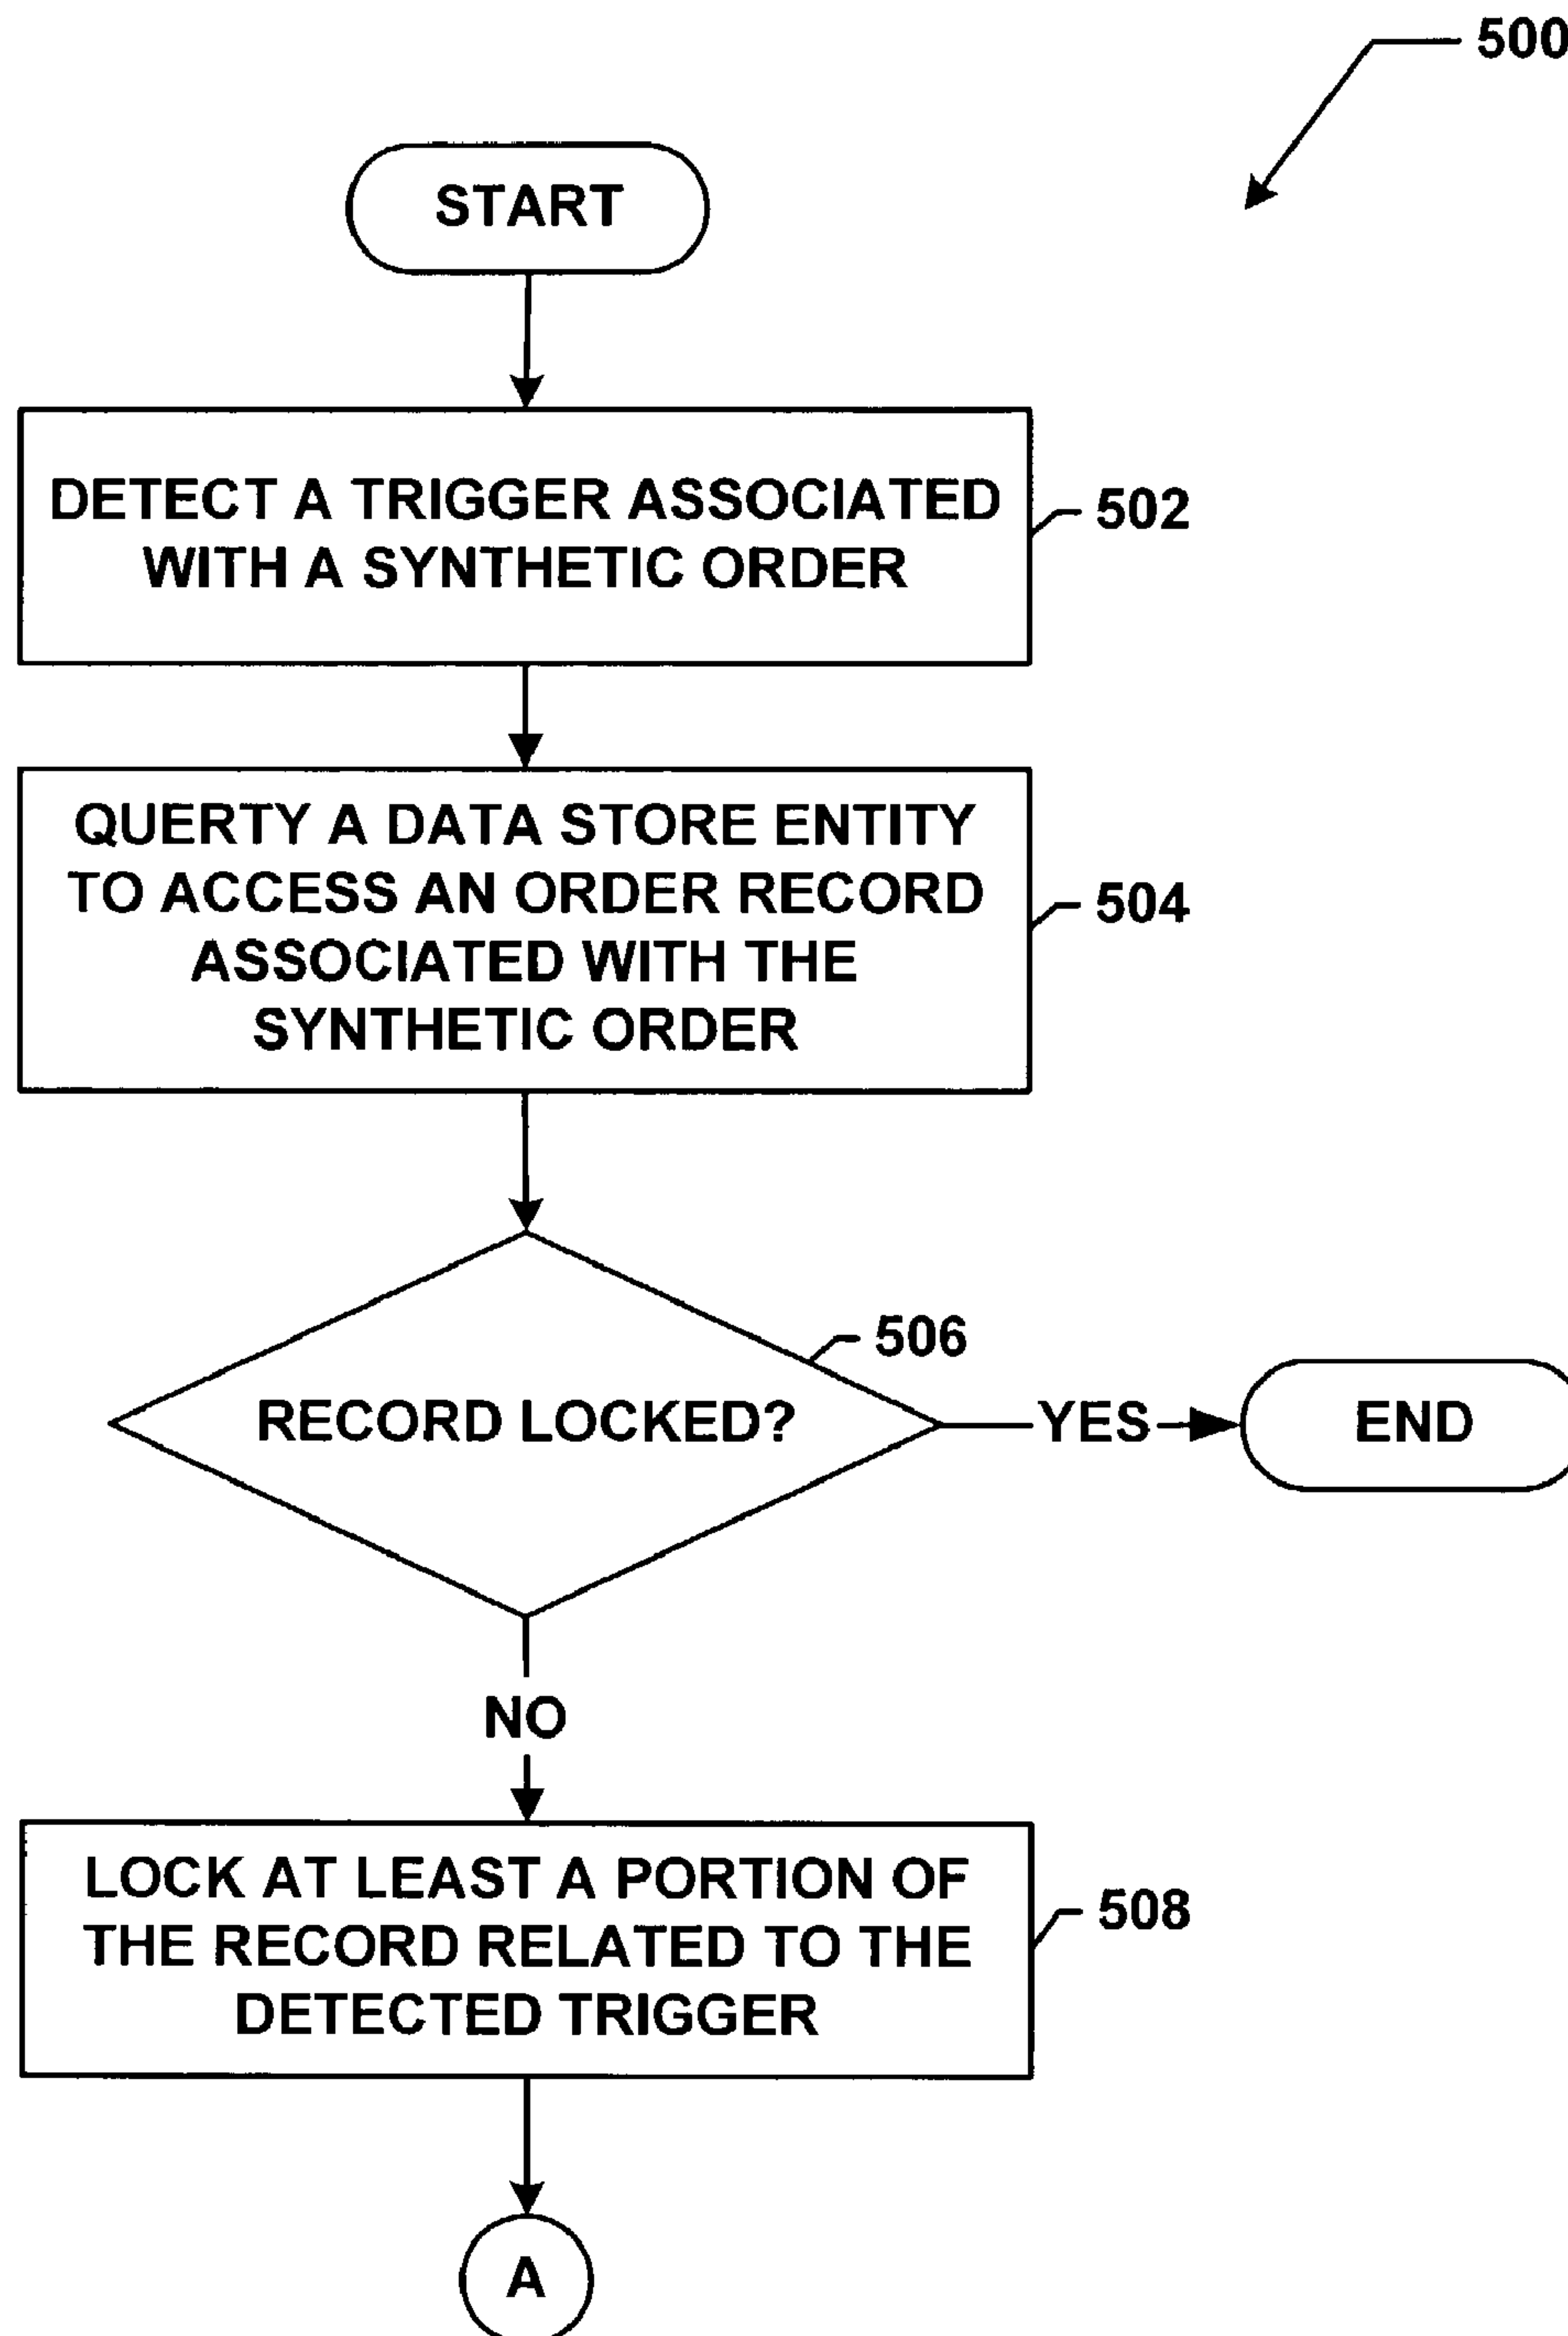 500
START
DETECT A TRIGGER ASSOCIATED
WITH A SYNTHETIC ORDER
502
QUERTY A DATA STORE ENTITY
TO ACCESS AN ORDER RECORD
ASSOCIATED WITH THE
SYNTHETIC ORDER
504
506
RECORD LOCKED?
YES
END
NO
LOCK AT LEAST A PORTION OF
THE RECORD RELATED TO THE
DETECTED TRIGGER
508
A